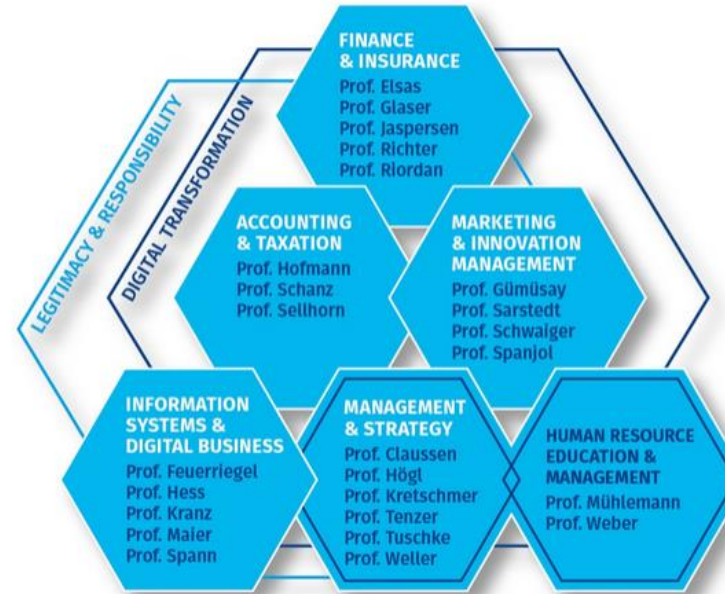 LEGITIMACY & RESPONSIBILITY
DIGITAL TRANSFORMATION
FINANCE
& INSURANCE
Prof. Elsas
Prof. Glaser
Prof. Jaspersen
Prof. Richter
Prof. Riordan
ACCOUNTING
& TAXATION
Prof. Hofmann
Prof. Schanz
Prof. Sellhorn
MARKETING
& INNOVATION
MANAGEMENT
Prof. Gümüsay
Prof. Sarstedt
Prof. Schwaiger
Prof. Spanjol
INFORMATION
SYSTEMS &
DIGITAL BUSINESS
Prof. Feuerriegel
Prof. Hess
Prof. Kranz
Prof. Maier
Prof. Spann
MANAGEMENT
& STRATEGY
Prof. Claussen
Prof. Högl
Prof. Kretschmer
Prof. Tenzer
Prof. Tuschke
Prof. Weller
HUMAN RESOURCE
EDUCATION &
MANAGEMENT
Prof. Mühlemann
Prof. Weber